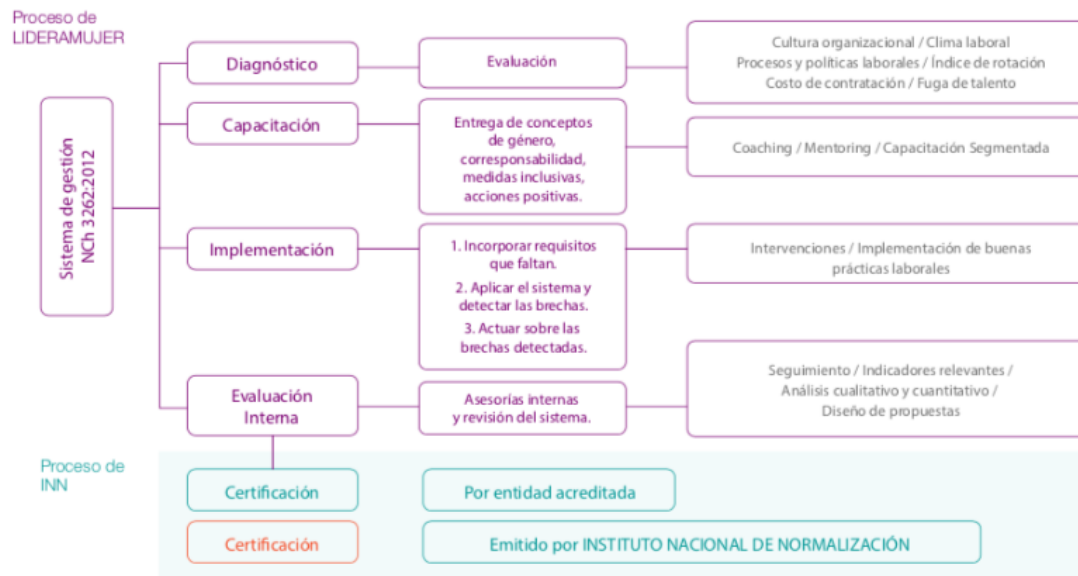 Proceso de
LIDERAMUJER
Sistema de gestión
NCh 3262:2012
Diagnóstico
Evaluación
Cultura organizacional / Clima laboral
Procesos y políticas laborales / Índice de rotación
Costo de contratación / Fuga de talento
Capacitación
Entrega de conceptos
de género,
corresponsabilidad,
medidas inclusivas,
acciones positivas.
Coaching / Mentoring / Capacitación Segmentada
Implementación
1. Incorporar requisitos
que faltan.
2. Aplicar el sistema y
detectar las brechas.
3. Actuar sobre las
brechas detectadas.
Intervenciones / Implementación de buenas
prácticas laborales
Evaluación
Interna
Asesorías internas
y revisión del sistema.
Seguimiento / Indicadores relevantes /
Análisis cualitativo y cuantitativo /
Diseño de propuestas
Proceso de
INN
Certificación
Por entidad acreditada
Certificación
Emitido por INSTITUTO NACIONAL DE NORMALIZACIÓN